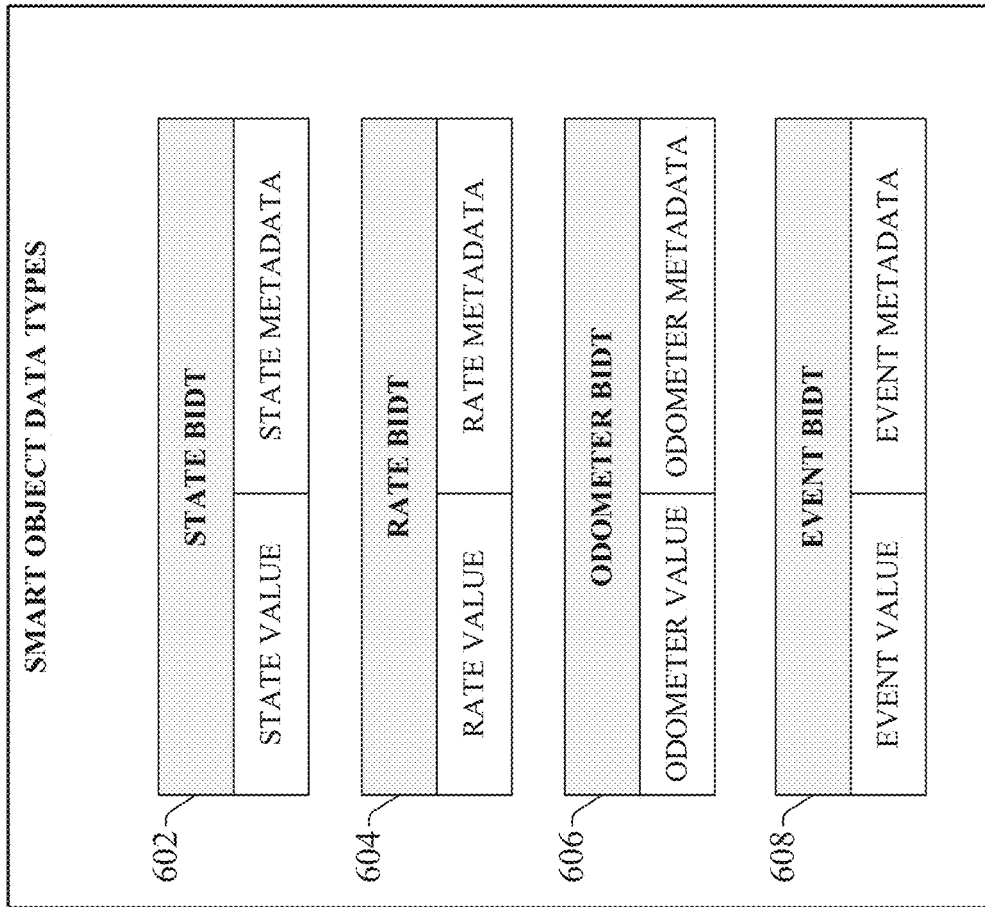 SMART OBJECT DATA TYPES
602
STATE BIDT
STATE VALUE STATE METADATA
604
RATE BIDT
RATE VALUE RATE METADATA
606
ODOMETER BIDT
ODOMETER VALUE ODOMETER METADATA
608
EVENT BIDT
EVENT VALUE EVENT METADATA